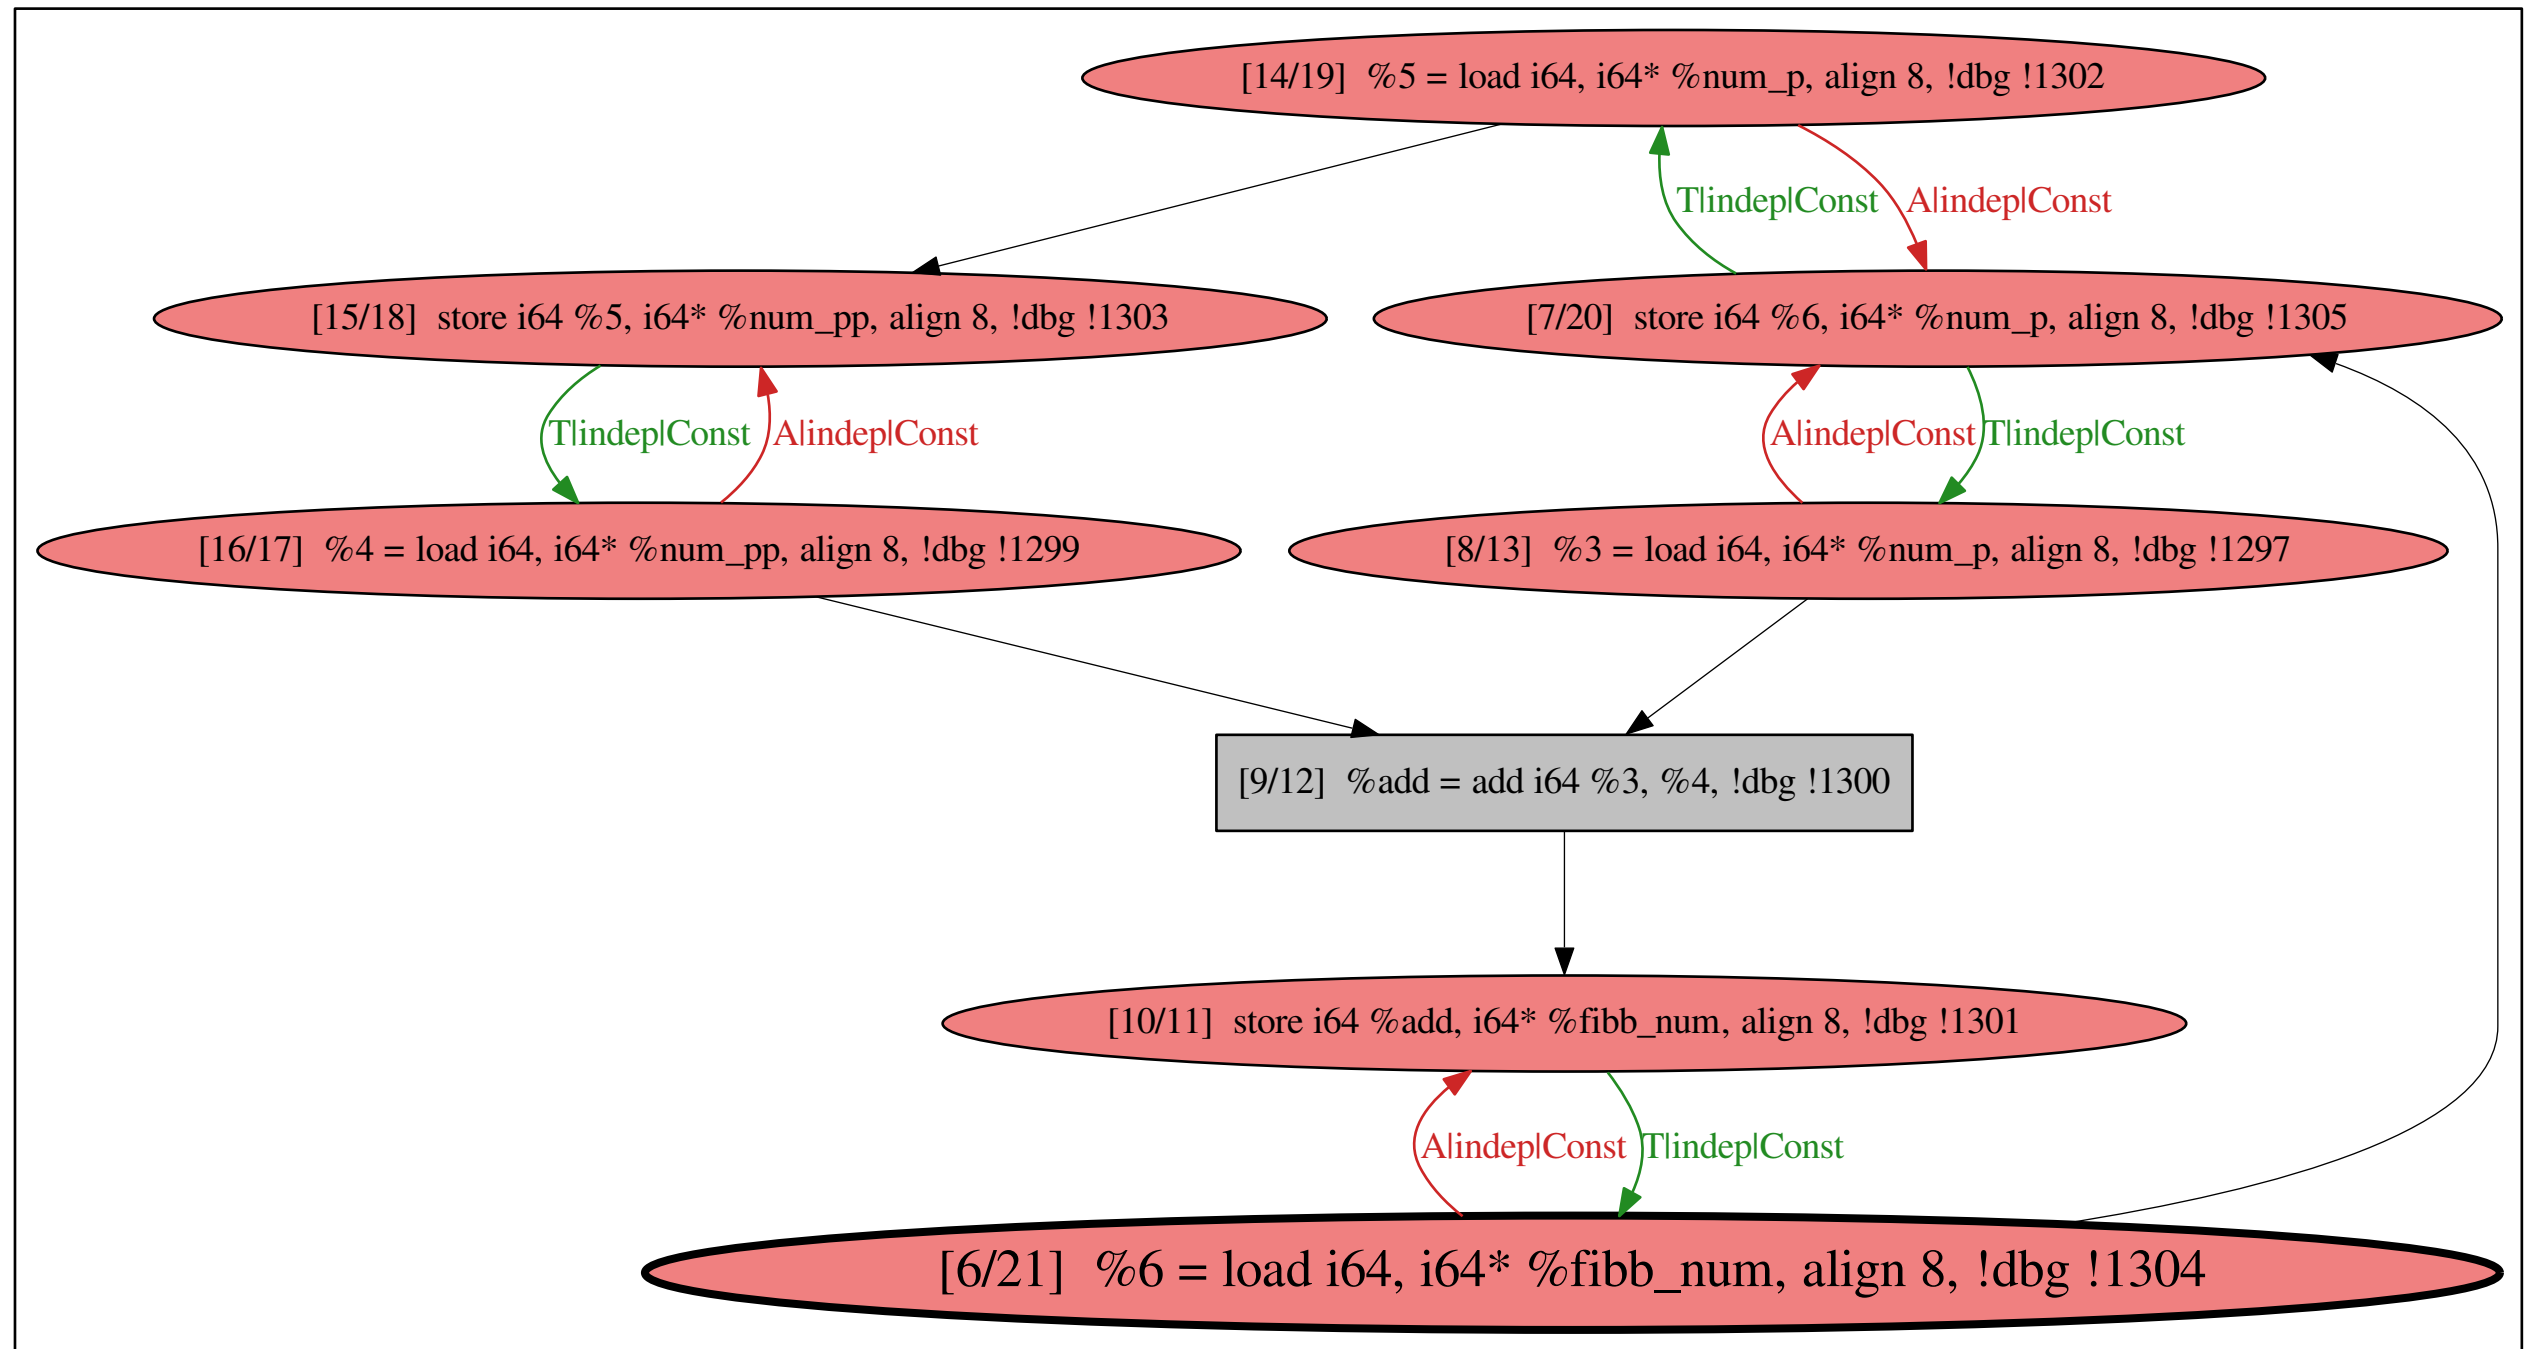 [14/19]  %5 = load i64, i64* %num_p, align 8, !dbg !1302
T|indep|Const
A|indep|Const
[15/18]  store i64 %5, i64* %num_pp, align 8, !dbg !1303
[7/20]  store i64 %6, i64* %num_p, align 8, !dbg !1305
T|indep|Const
A|indep|Const
A|indep|Const
T|indep|Const
[16/17]  %4 = load i64, i64* %num_pp, align 8, !dbg !1299
[8/13]  %3 = load i64, i64* %num_p, align 8, !dbg !1297
[9/12]  %add = add i64 %3, %4, !dbg !1300
[10/11]  store i64 %add, i64* %fibb_num, align 8, !dbg !1301
A|indep|Const
T|indep|Const
[6/21]  %6 = load i64, i64* %fibb_num, align 8, !dbg !1304